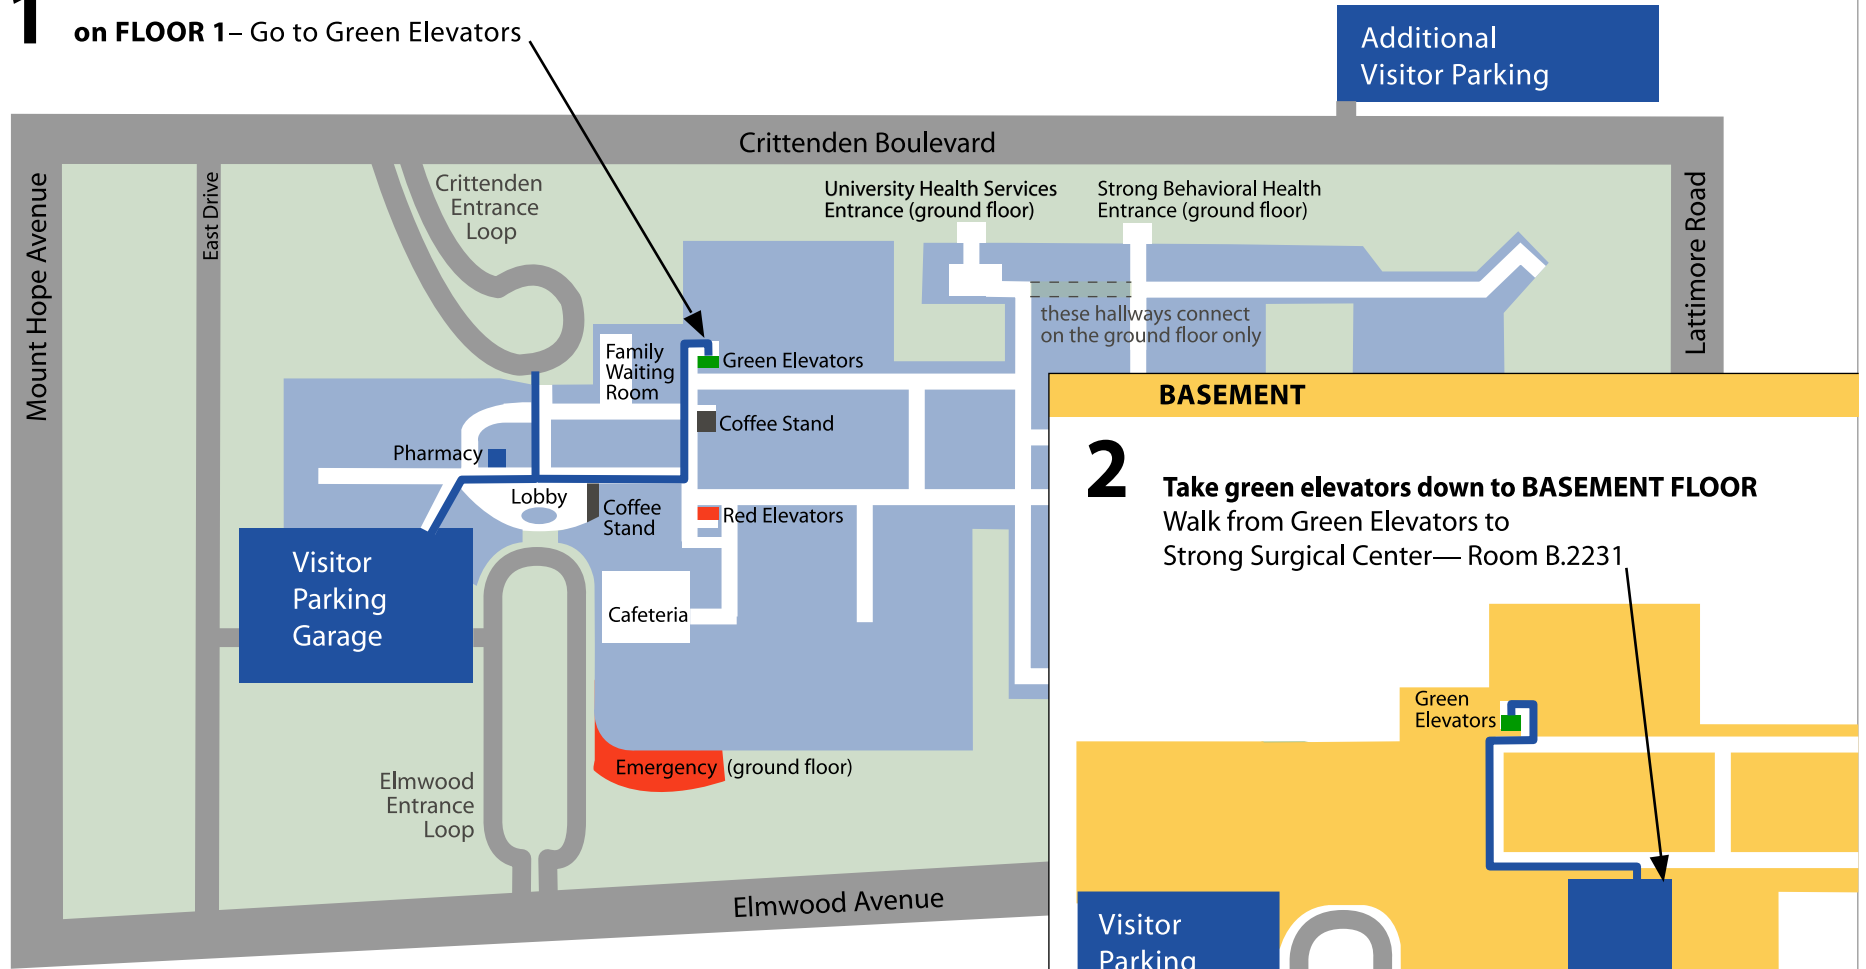 1
on FLOOR 1– Go to Green Elevators
Additional
Visitor Parking
Crittenden Boulevard
Mount Hope Avenue
East Drive
Crittenden
Entrance
Loop
University Health Services
Entrance (ground floor)
Strong Behavioral Health
Entrance (ground floor)
Lattimore Road
these hallways connect
on the ground floor only
Family
Waiting
Room
Green Elevators
Coffee Stand
Pharmacy
Lobby
Coffee
Stand
Red Elevators
Visitor
Parking
Garage
Cafeteria
Emergency (ground floor)
Elmwood
Entrance
Loop
Elmwood Avenue
BASEMENT
2
Take green elevators down to BASEMENT FLOOR
Walk from Green Elevators to
Strong Surgical Center— Room B.2231
Green
Elevators
Visitor
Parking